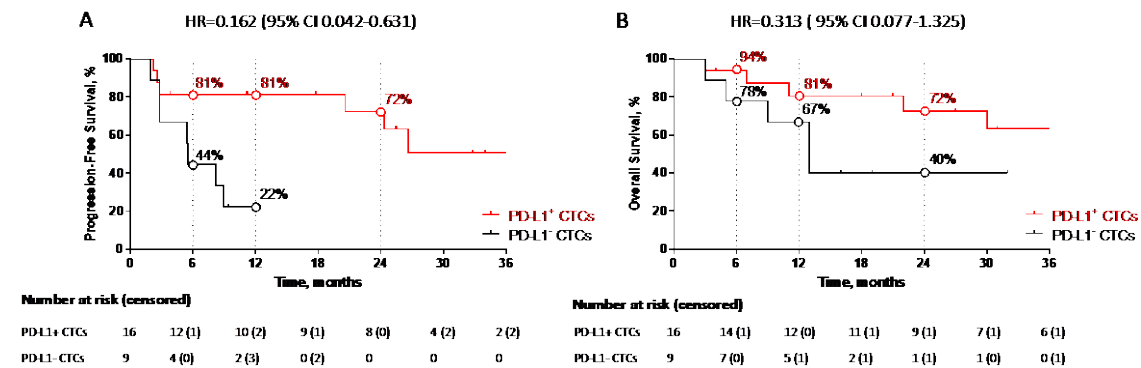 A
HR=0.162 (95% CI 0.042-0.631)
Progression-Free Survival, %
100
80
60
40
20
0
81%
81%
72%
44%
22%
PD-L1+ CTCs
PD-L1- CTCs
0 6 12 24 36
Time, months
Number at risk (censored)
PD-L1+ CTCs 16 12 (1) 10 (2) 9 (1) 8 (0) 4 (2) 2 (2)
PD-L1- CTCs 9 4 (0) 2 (3) 0 (2) 0 0 0
B
HR=0.313 ( 95% CI 0.077-1.325)
Overall Survival, %
100
80
60
40
20
0
94%
81%
72%
78%
67%
40%
PD-L1+ CTCs
PD-L1- CTCs
0 6 12 24 30 36
Time, months
Number at risk (censored)
PD-L1+ CTCs 16 14 (1) 12 (0) 11 (1) 9 (1) 7 (1) 6 (1)
PD-L1- CTCs 9 7 (0) 5 (1) 2 (1) 1 (1) 1 (0) 0 (1)